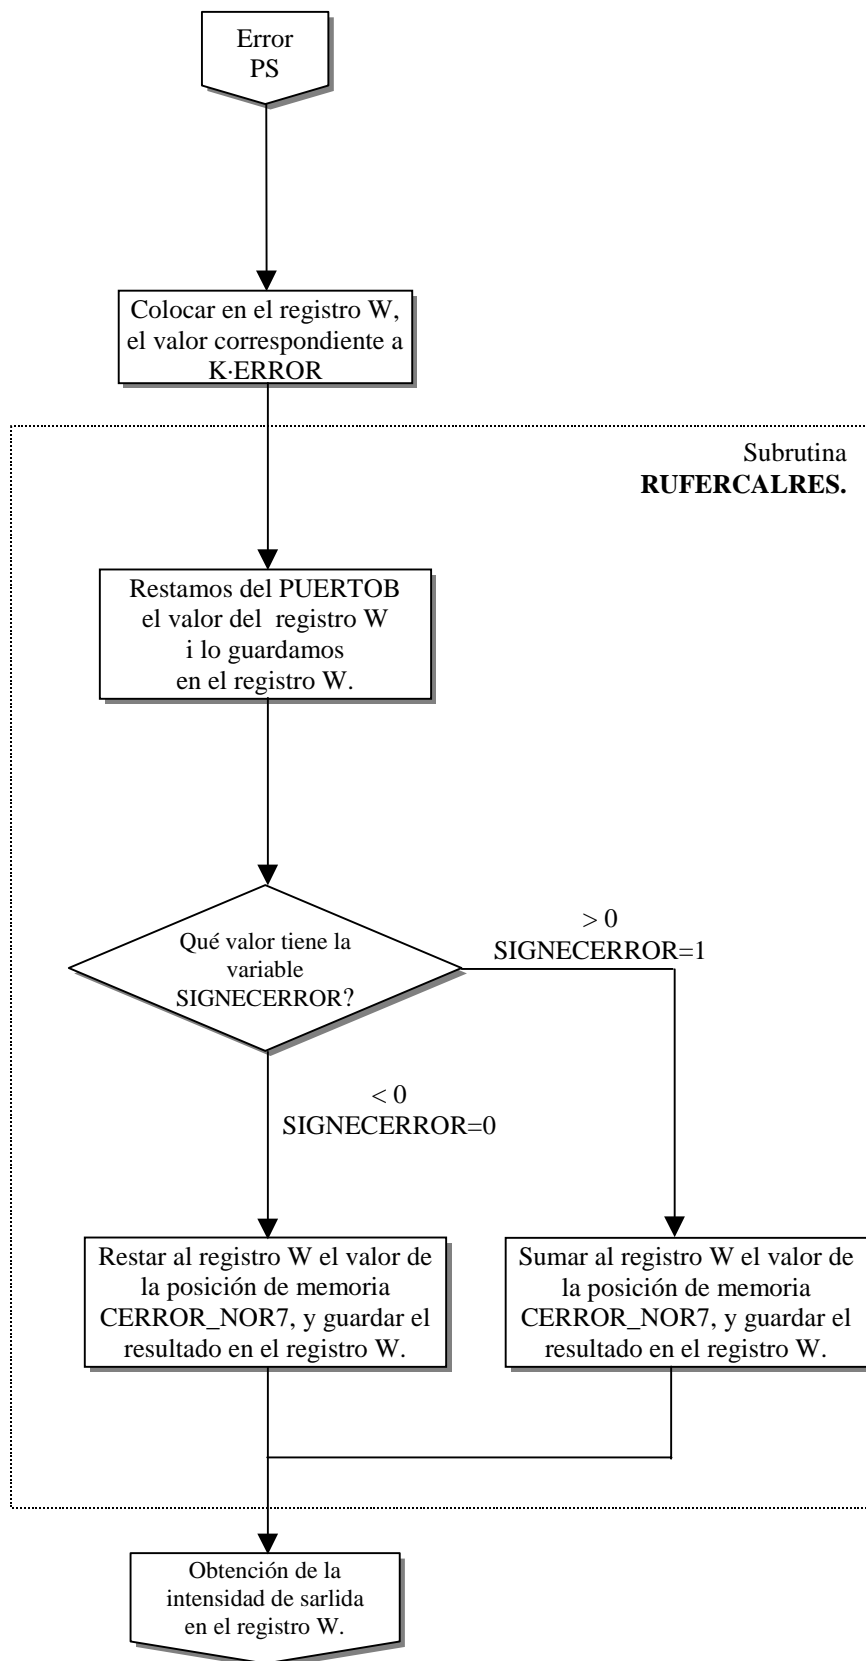 Error
PS
Colocar en el registro W,
el valor correspondiente a
K·ERROR
Subrutina
RUFERCALRES.
Restamos del PUERTOB
el valor del registro W
i lo guardamos
en el registro W.
Qué valor tiene la
variable
SIGNECERROR?
> 0
SIGNECERROR=1
< 0
SIGNECERROR=0
Restar al registro W el valor de
la posición de memoria
CERROR_NOR7, y guardar el
resultado en el registro W.
Sumar al registro W el valor de
la posición de memoria
CERROR_NOR7, y guardar el
resultado en el registro W.
Obtención de la
intensidad de sarlida
en el registro W.